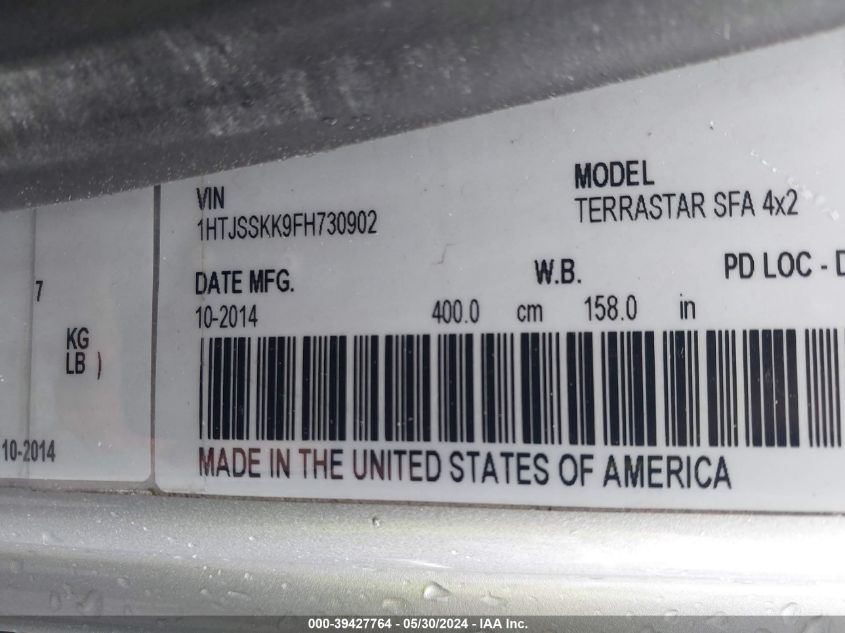 MODEL
VIN
TERRASTAR SFA 4x2
1HTJSSKK9FH730902
DATE MFG.
W.B.
PD LOC - D
7
10-2014
400.0 cm 158.0 in
KG
LB )
10-2014
MADE IN THE UNITED STATES OF AMERICA
000-39427764 - 05/30/2024 - IAA Inc.